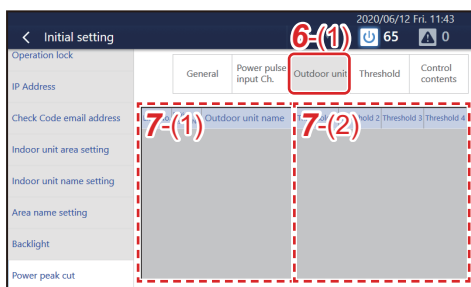 2020/06/12 Fri. 11:43
Initial setting
6-(1)
65
0
Operation lock
IP Address
Check Code email address
Indoor unit area setting
Indoor unit name setting
Area name setting
Backlight
Power peak cut
General
Power pulse
input Ch.
Outdoor unit
Threshold
Control
contents
7-(1)
Outdoor unit name
7-(2)
Threshold 3
Threshold 4